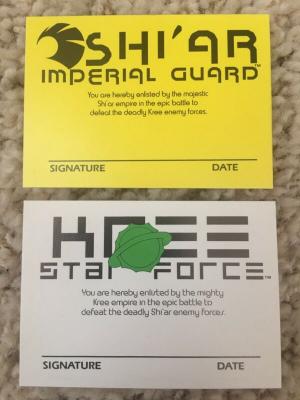 SHI'AR
IMPERIAL GUARD™
You are hereby enlisted by the majestic
Shi'ar empire in the epic battle to
defeat the deadly Kree enemy forces.
SIGNATURE DATE
KREE
STAR FORCE™
You are hereby enlisted by the mighty
Kree empire in the epic battle to
defeat the deadly Shi'ar enemy forces.
SIGNATURE DATE